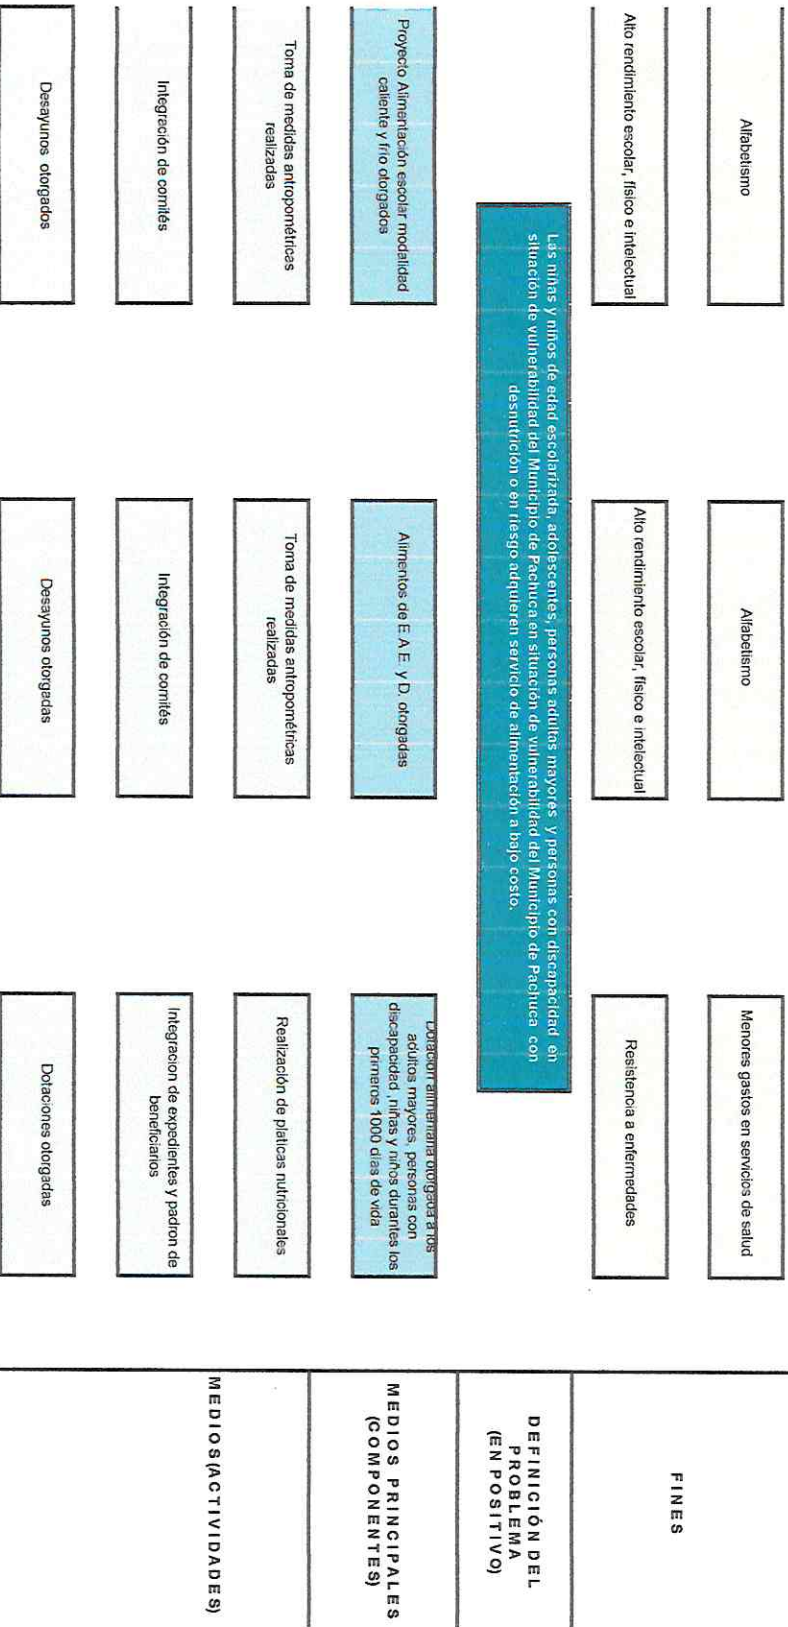 Alfabetismo
Alfabetismo
Menores gastos en servicios de salud
Alto rendimiento escolar, físico e intelectual
Alto rendimiento escolar, físico e intelectual
Resistencia a enfermedades
FINES
Las niñas y niños de edad escolarizada, adolescentes, personas adultas mayores y personas con discapacidad en
situación de vulnerabilidad del Municipio de Pachuca en situación de vulnerabilidad del Municipio de Pachuca con
desnutrición o en riesgo adquieren servicio de alimentación a bajo costo.
DEFINICIÓN DEL
PROBLEMA
(EN POSITIVO)
Proyecto Alimentación escolar modalidad
caliente y frío otorgados
Alimentos de E.A.E. y D. otorgadas
Dotación alimentaria otorgada a los
adultos mayores, personas con
discapacidad ,niñas y niños durantes los
primeros 1000 días de vida
MEDIOS PRINCIPALES
(COMPONENTES)
Toma de medidas antropométricas
realizadas
Toma de medidas antropométricas
realizadas
Realización de platicas nutricionales
Integración de comités
Integración de comités
Integracion de expedientes y padron de
beneficiarios
Desayunos otorgados
Desayunos otorgadas
Dotaciones otorgadas
MEDIOS(ACTIVIDADES)